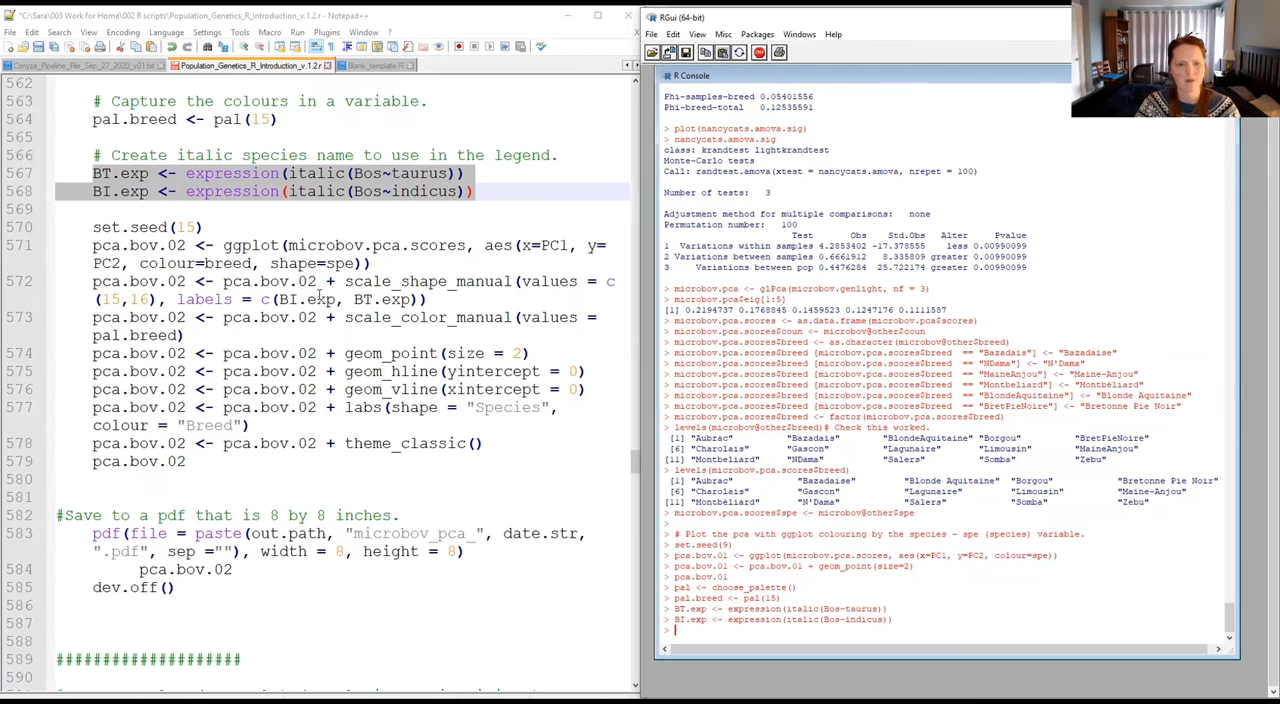 *C:\Sara\003 Work for Home\002 R scripts\Population_Genetics_R_Introduction_v.1.2.r - Notepad++
File Edit Search View Encoding Language Settings Tools Macro Run Plugins Window ?
Conyza_Pipeline_File_Sep_27_2020_v01.txt Population_Genetics_R_Introduction_v.1.2.r Blank_template.R
562
563 # Capture the colours in a variable.
564 pal.breed <- pal(15)
565
566 # Create italic species name to use in the legend.
567 BT.exp <- expression(italic(Bos~taurus))
568 BI.exp <- expression(italic(Bos~indicus))
569
570 set.seed(15)
571 pca.bov.02 <- ggplot(microbov.pca.scores, aes(x=PC1, y=
PC2, colour=breed, shape=spe))
572 pca.bov.02 <- pca.bov.02 + scale_shape_manual(values = c
(15,16), labels = c(BI.exp, BT.exp))
573 pca.bov.02 <- pca.bov.02 + scale_color_manual(values =
pal.breed)
574 pca.bov.02 <- pca.bov.02 + geom_point(size = 2)
575 pca.bov.02 <- pca.bov.02 + geom_hline(yintercept = 0)
576 pca.bov.02 <- pca.bov.02 + geom_vline(xintercept = 0)
577 pca.bov.02 <- pca.bov.02 + labs(shape = "Species",
colour = "Breed")
578 pca.bov.02 <- pca.bov.02 + theme_classic()
579 pca.bov.02
580
581
582 #Save to a pdf that is 8 by 8 inches.
583 pdf(file = paste(out.path, "microbov_pca_", date.str,
".pdf", sep =""), width = 8, height = 8)
584 pca.bov.02
585 dev.off()
586
587
588
589 ####################
590
RGui (64-bit)
File Edit View Misc Packages Windows Help
R Console
Phi-samples-breed 0.05401556
Phi-breed-total 0.12535591
> plot(nancycats.amova.sig)
> nancycats.amova.sig
class: krandtest lightkrandtest
Monte-Carlo tests
Call: randtest.amova(xtest = nancycats.amova, nrepet = 100)
Number of tests: 3
Adjustment method for multiple comparisons: none
Permutation number: 100
Test Obs Std.Obs Alter Pvalue
1 Variations within samples 4.2853402 -17.378555 less 0.00990099
2 Variations between samples 0.6661912 8.335809 greater 0.00990099
3 Variations between pop 0.4476284 25.722174 greater 0.00990099
> microbov.pca <- glPca(microbov.genlight, nf = 3)
> microbov.pca$eig[1:5]
[1] 0.2194737 0.1768845 0.1459523 0.1247176 0.1111587
> microbov.pca.scores <- as.data.frame(microbov.pca$scores)
> microbov.pca.scores$coun <- microbov@other$coun
> microbov.pca.scores$breed <- as.character(microbov@other$breed)
> microbov.pca.scores$breed [microbov.pca.scores$breed == "Bazadais"] <- "Bazadaise"
> microbov.pca.scores$breed [microbov.pca.scores$breed == "NDama"] <- "N'Dama"
> microbov.pca.scores$breed [microbov.pca.scores$breed == "MaineAnjou"] <- "Maine-Anjou"
> microbov.pca.scores$breed [microbov.pca.scores$breed == "Montbeliard"] <- "Montbéliard"
> microbov.pca.scores$breed [microbov.pca.scores$breed == "BlondeAquitaine"] <- "Blonde Aquitaine"
> microbov.pca.scores$breed [microbov.pca.scores$breed == "BretPieNoire"] <- "Bretonne Pie Noir"
> microbov.pca.scores$breed <- factor(microbov.pca.scores$breed)
> levels(microbov@other$breed)# Check this worked.
[1] "Aubrac" "Bazadais" "BlondeAquitaine" "Borgou" "BretPieNoire"
[6] "Charolais" "Gascon" "Lagunaire" "Limousin" "MaineAnjou"
[11] "Montbeliard" "NDama" "Salers" "Somba" "Zebu"
> levels(microbov.pca.scores$breed)
[1] "Aubrac" "Bazadaise" "Blonde Aquitaine" "Borgou" "Bretonne Pie Noir"
[6] "Charolais" "Gascon" "Lagunaire" "Limousin" "Maine-Anjou"
[11] "Montbéliard" "N'Dama" "Salers" "Somba" "Zebu"
> microbov.pca.scores$spe <- microbov@other$spe
>
> # Plot the pca with ggplot colouring by the species - spe (species) variable.
> set.seed(9)
> pca.bov.01 <- ggplot(microbov.pca.scores, aes(x=PC1, y=PC2, colour=spe))
> pca.bov.01 <- pca.bov.01 + geom_point(size=2)
> pca.bov.01
> pal <- choose_palette()
> pal.breed <- pal(15)
> BT.exp <- expression(italic(Bos~taurus))
> BI.exp <- expression(italic(Bos~indicus))
>